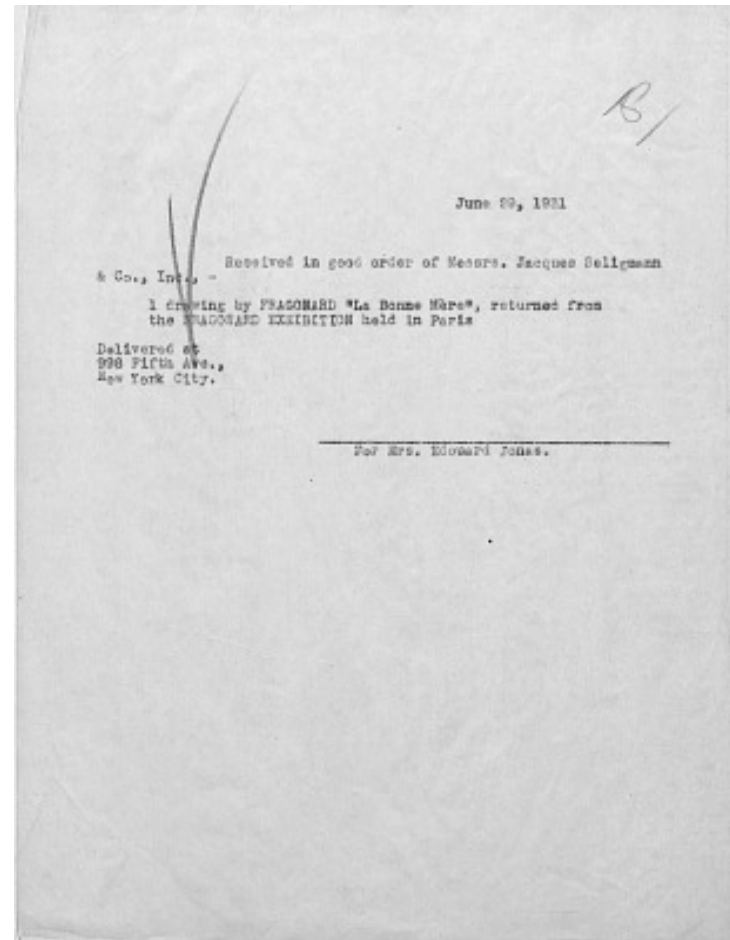 June 29, 1931
Received in good order of Messrs. Jacques Seligmann
& Co., Inc., -
1 drawing by FRAGONARD "La Bonne Mère", returned from
the FRAGONARD EXHIBITION held in Paris
Delivered at
998 Fifth Ave.,
New York City.
For Mrs. Edouard Jonas.